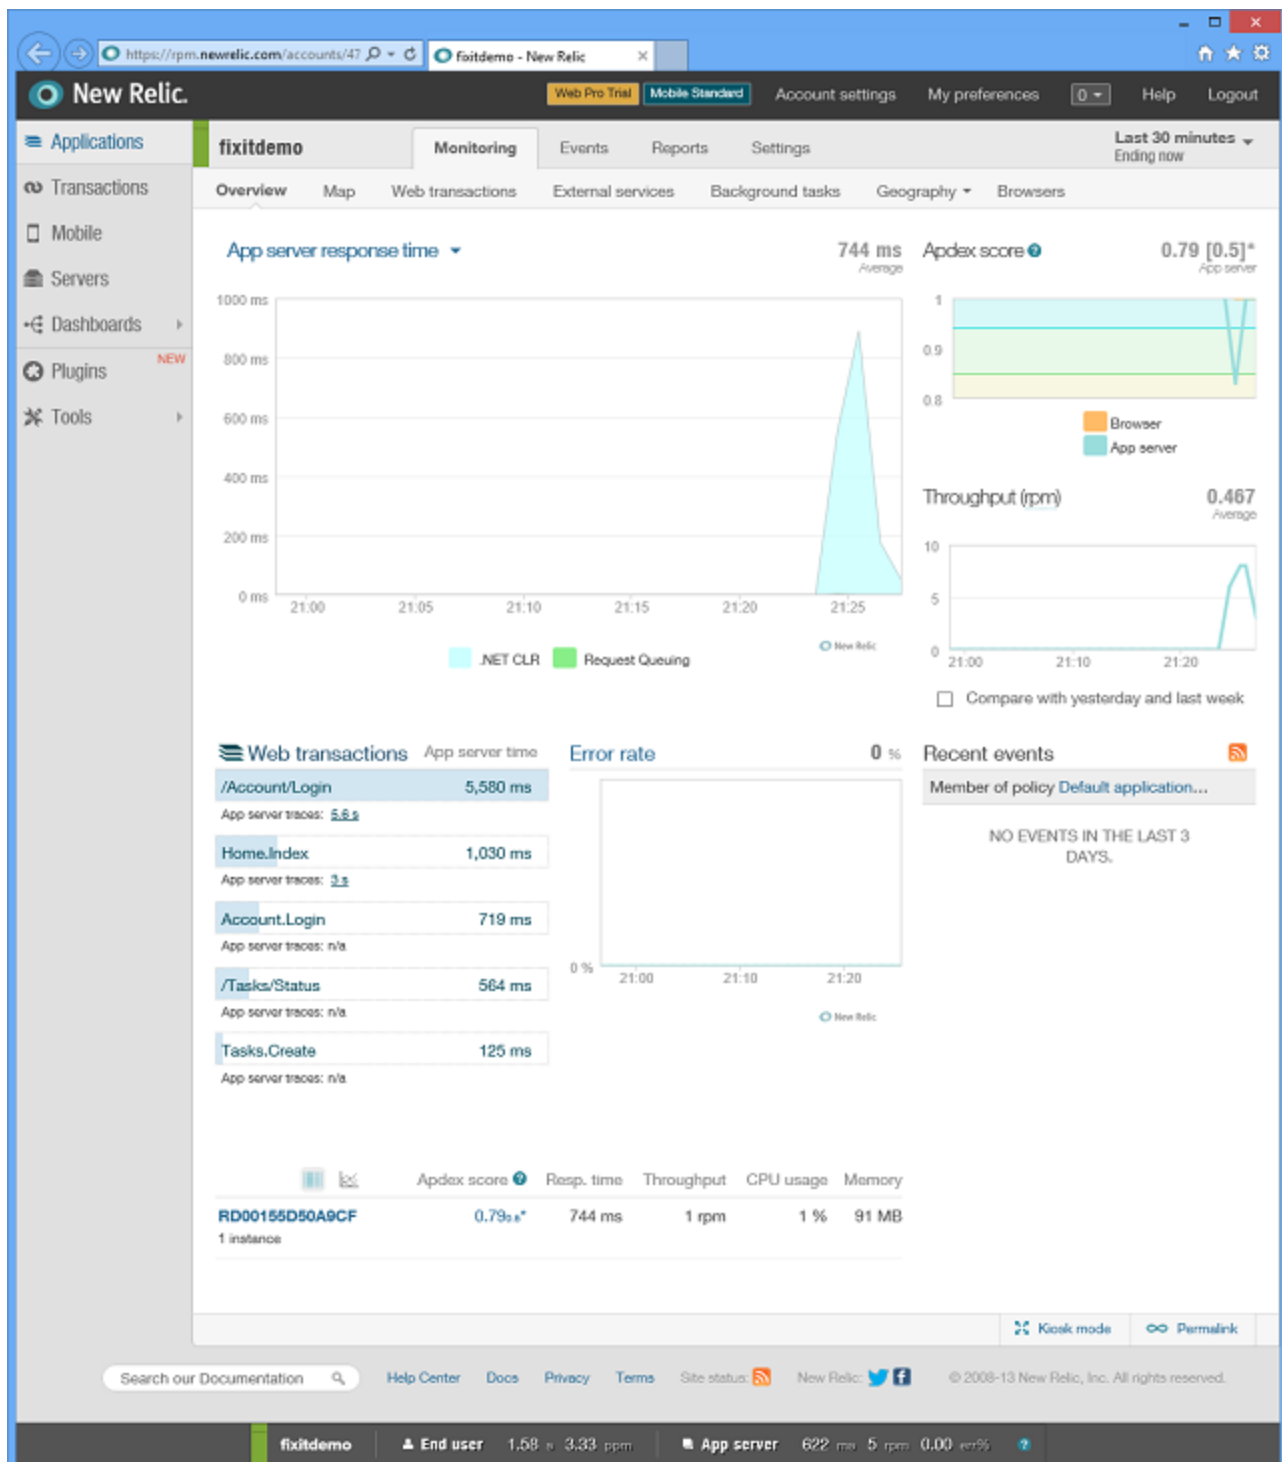 https://rpm.newrelic.com/accounts/47
fixitdemo - New Relic
New Relic.
Web Pro Trial
Mobile Standard
Account settings
My preferences
0
Help
Logout
Applications
Transactions
Mobile
Servers
Dashboards
Plugins
NEW
Tools
fixitdemo
Monitoring
Events
Reports
Settings
Last 30 minutes
Ending now
Overview
Map
Web transactions
External services
Background tasks
Geography
Browsers
App server response time
744 ms
Average
1000 ms
800 ms
600 ms
400 ms
200 ms
0 ms
21:00
21:05
21:10
21:15
21:20
21:25
.NET CLR
Request Queuing
New Relic
Apdex score ?
0.79 [0.5]*
App server
1
0.9
0.8
Browser
App server
Throughput (rpm)
0.467
Average
10
5
0
21:00
21:10
21:20
Compare with yesterday and last week
Web transactions
App server time
/Account/Login 5,580 ms
App server traces: 5.6 s
Home.Index 1,030 ms
App server traces: 3 s
Account.Login 719 ms
App server traces: n/a
/Tasks/Status 564 ms
App server traces: n/a
Tasks.Create 125 ms
App server traces: n/a
Error rate
0 %
0 %
21:00
21:10
21:20
New Relic
Recent events
Member of policy Default application...
NO EVENTS IN THE LAST 3
DAYS.
Apdex score ? Resp. time Throughput CPU usage Memory
RD00155D50A9CF 0.79 744 ms 1 rpm 1 % 91 MB
1 instance
Kiosk mode
Permalink
Search our Documentation
Help Center
Docs
Privacy
Terms
Site status:
New Relic:
© 2008-13 New Relic, Inc. All rights reserved.
fixitdemo
End user 1.58 s 3.33 ppm
App server 622 ms 5 rpm 0.00 err%
?